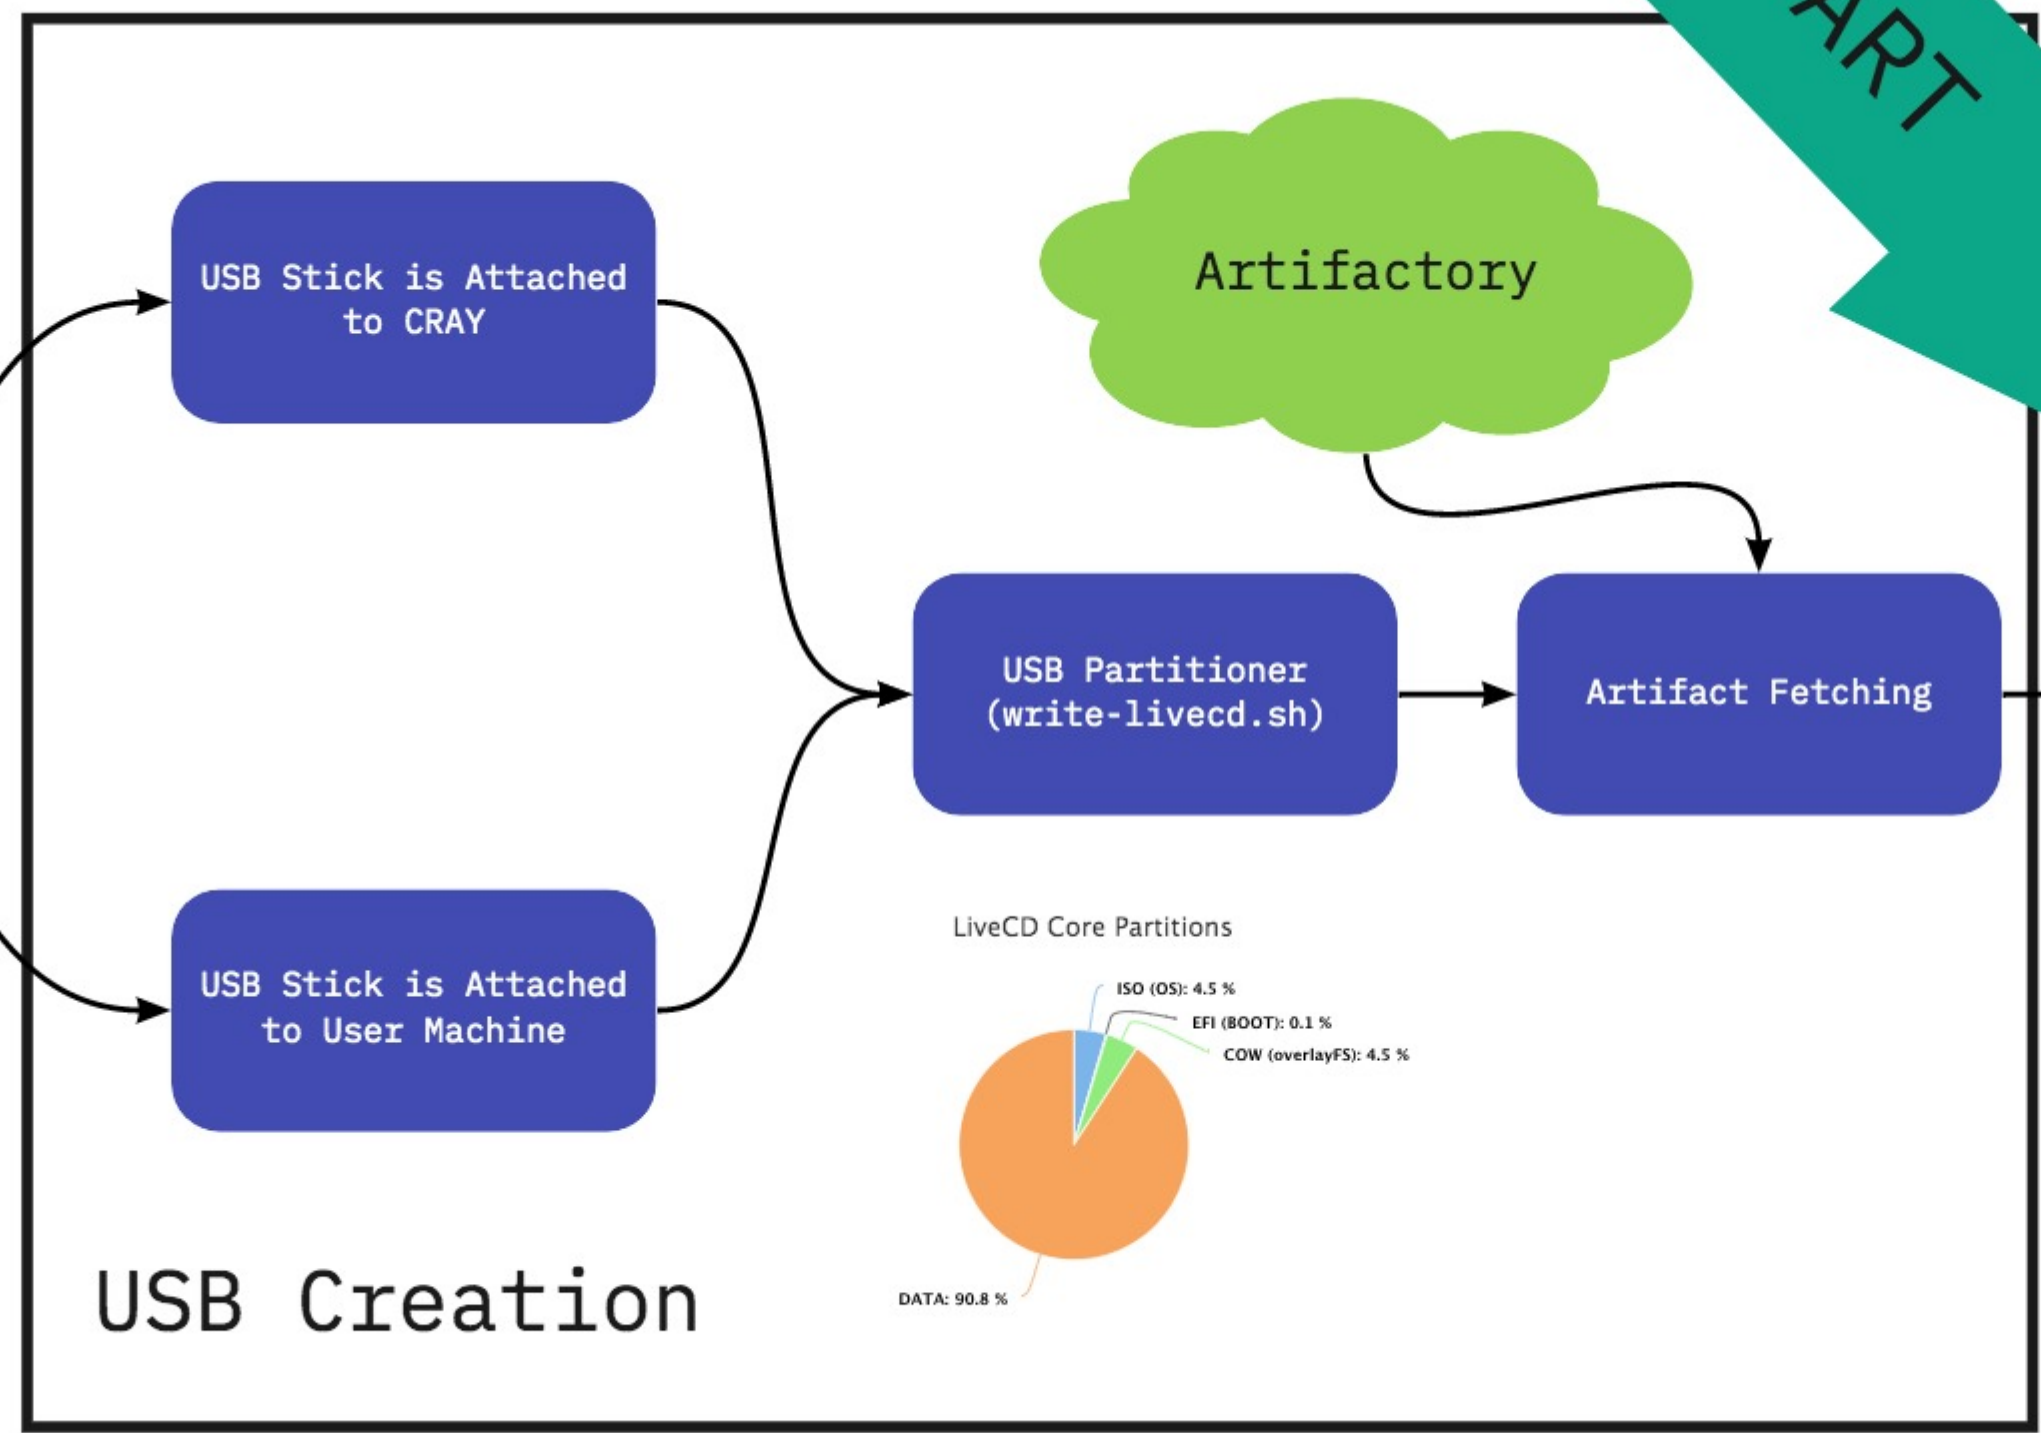 ART
USB Stick is Attached
to CRAY
Artifactory
USB Partitioner
(write-livecd.sh)
Artifact Fetching
USB Stick is Attached
to User Machine
LiveCD Core Partitions
ISO (OS): 4.5 %
EFI (BOOT): 0.1 %
COW (overlayFS): 4.5 %
DATA: 90.8 %
USB Creation